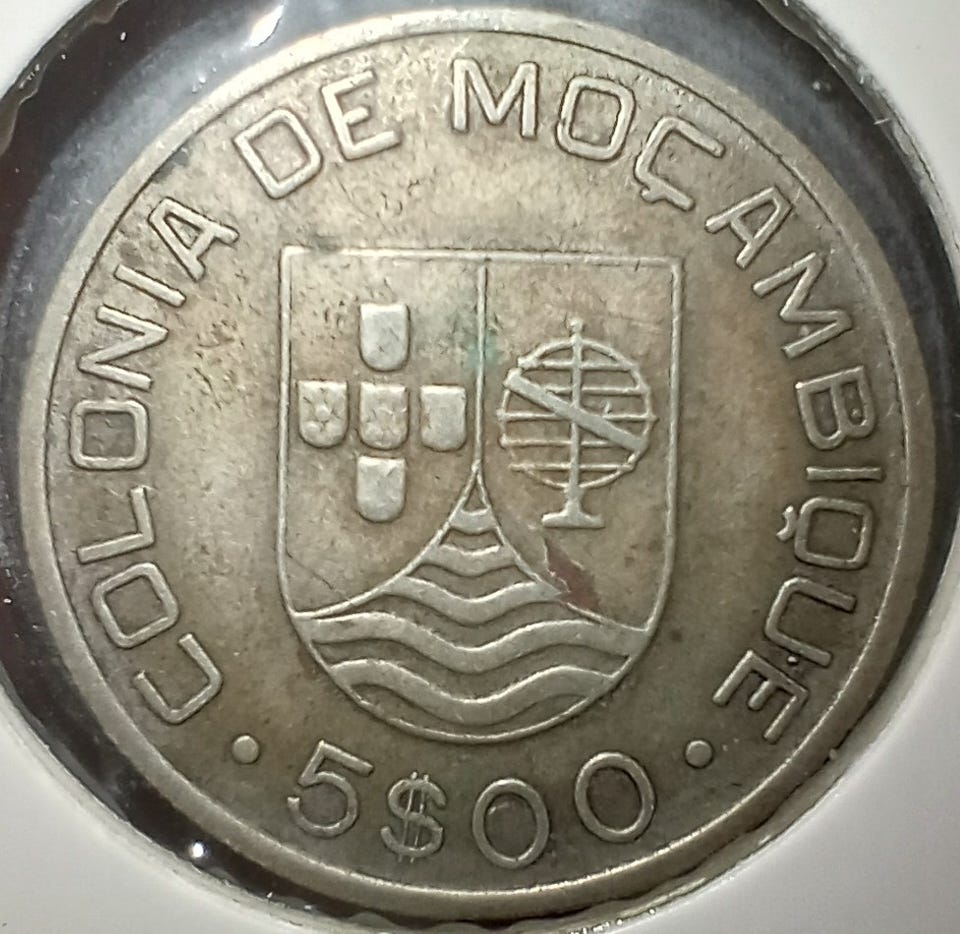 COLONIA DE MOÇAMBIQUE
• 5$00 •